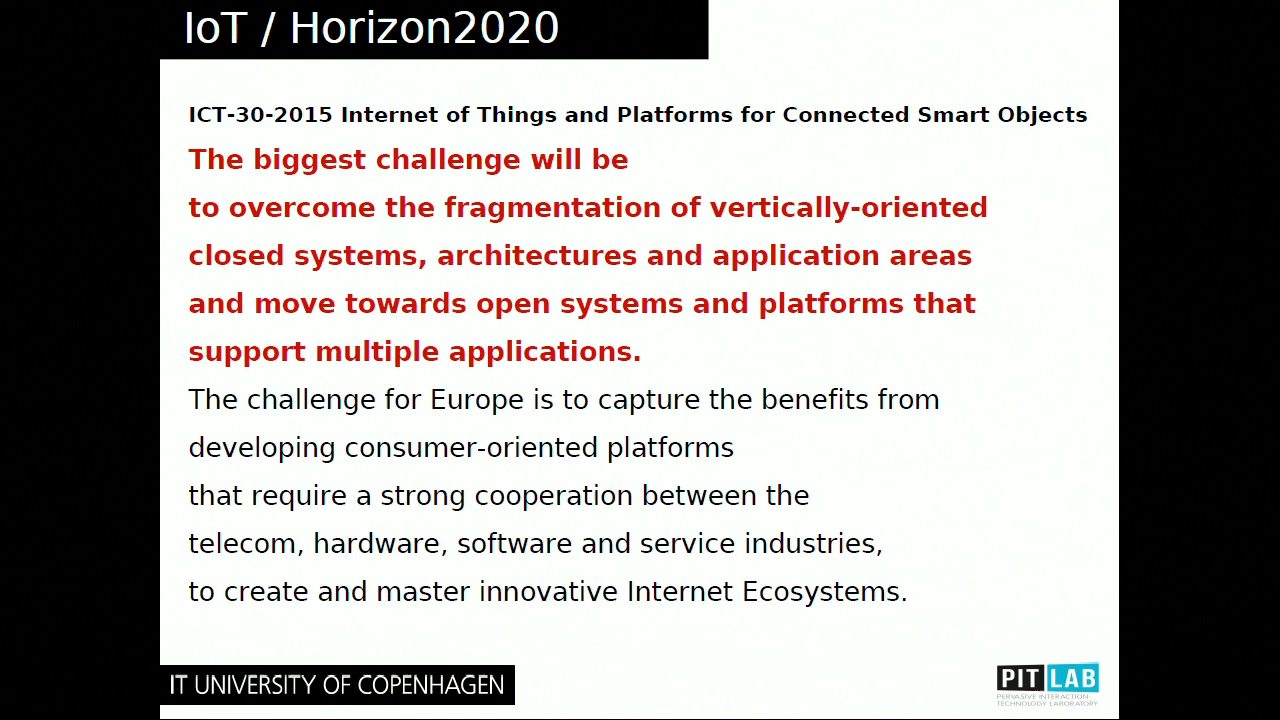 IoT / Horizon2020
ICT-30-2015 Internet of Things and Platforms for Connected Smart Objects
The biggest challenge will be
to overcome the fragmentation of vertically-oriented
closed systems, architectures and application areas
and move towards open systems and platforms that
support multiple applications.
The challenge for Europe is to capture the benefits from
developing consumer-oriented platforms
that require a strong cooperation between the
telecom, hardware, software and service industries,
to create and master innovative Internet Ecosystems.
IT UNIVERSITY OF COPENHAGEN
PIT LAB
PERVASIVE INTERACTION
TECHNOLOGY LABORATORY